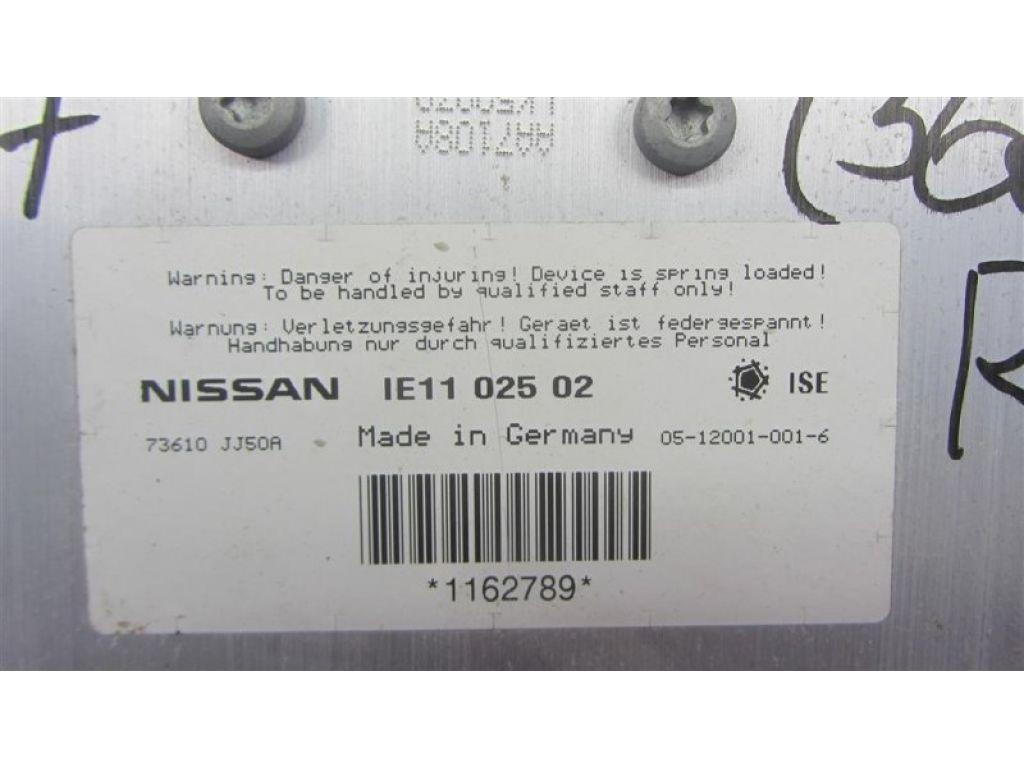 AA7108A
Warning: Danger of injuring! Device is spring loaded!
To be handled by qualified staff only!
Warnung: Verletzungsgefahr! Geraet ist federgespannt!
Handhabung nur durch qualifiziertes Personal
NISSAN IE11 025 02 ISE
73610 JJ50A Made in Germany 05-12001-001-6
*1162789*
R